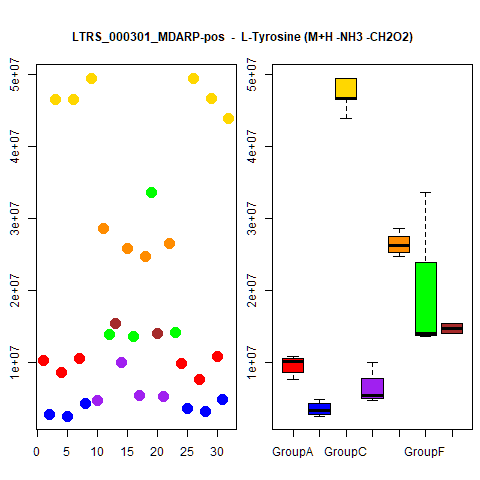 LTRS_000301_MDARP-pos - L-Tyrosine (M+H -NH3 -CH2O2)
5e+07
4e+07
3e+07
2e+07
1e+07
0 5 10 15 20 25 30
5e+07
4e+07
3e+07
2e+07
1e+07
GroupA GroupC GroupF